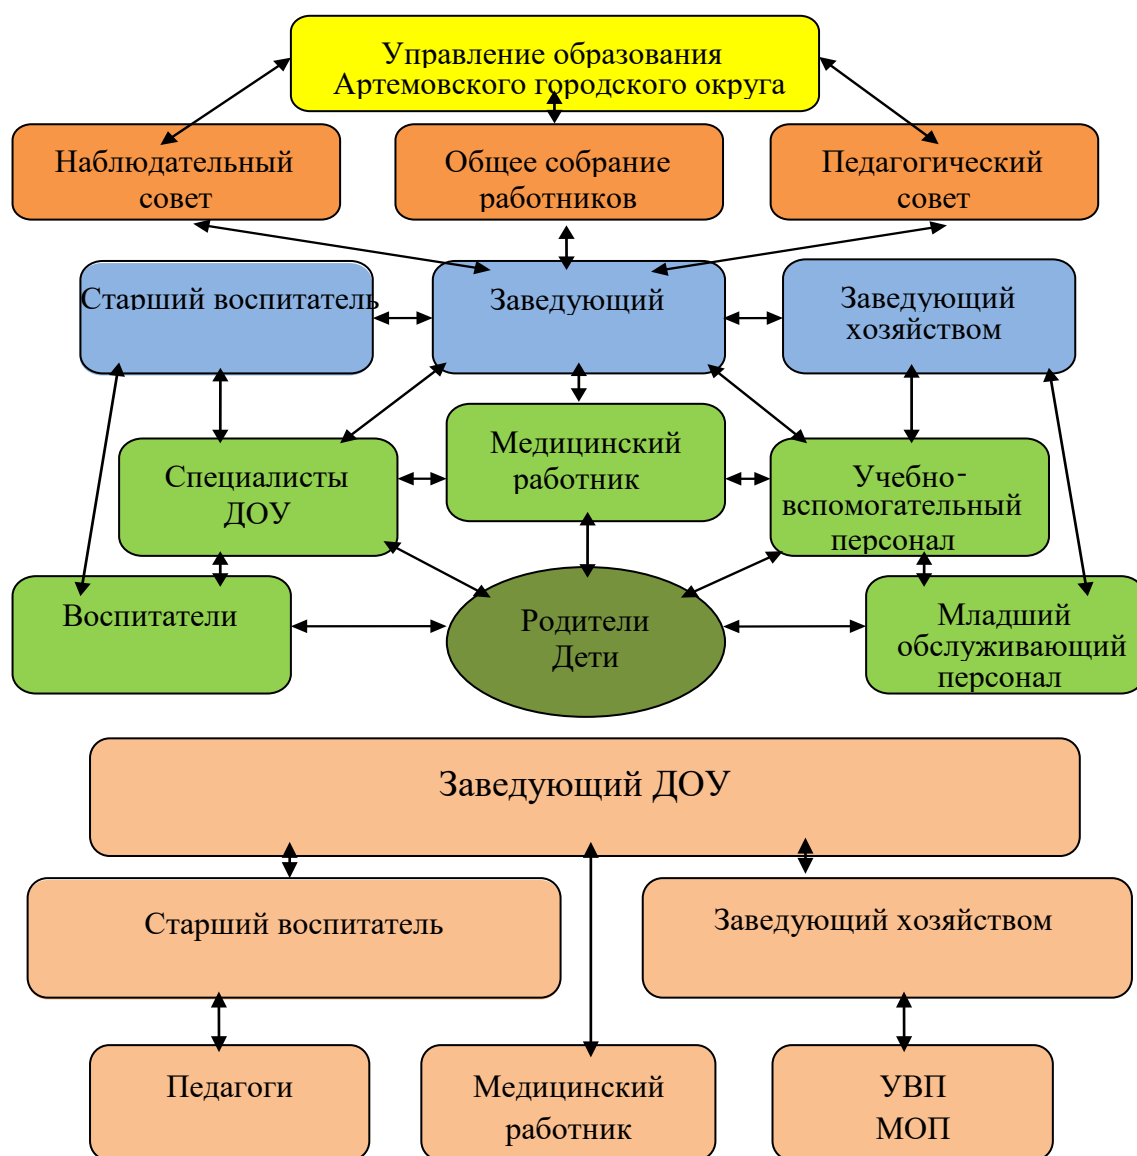 Управление образования
Артемовского городского округа
Наблюдательный
совет
Общее собрание
работников
Педагогический
совет
Старший воспитатель
Заведующий
Заведующий
хозяйством
Специалисты
ДОУ
Медицинский
работник
Учебно-
вспомогательный
персонал
Воспитатели
Родители
Дети
Младший
обслуживающий
персонал
Заведующий ДОУ
Старший воспитатель
Заведующий хозяйством
Педагоги
Медицинский
работник
УВП
МОП